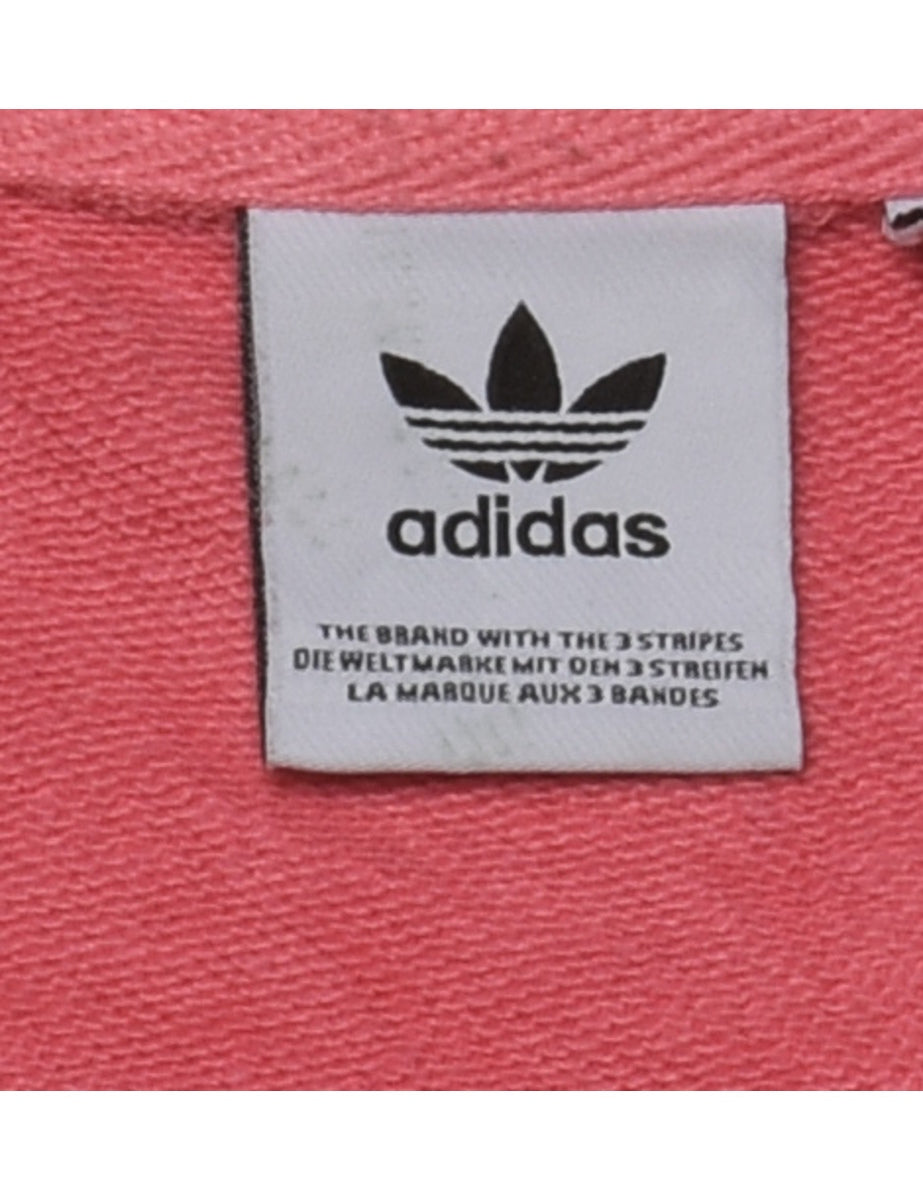 adidas
THE BRAND WITH THE 3 STRIPES
DIE WELTMARKE MIT DEN 3 STREIFEN
LA MARQUE AUX 3 BANDES